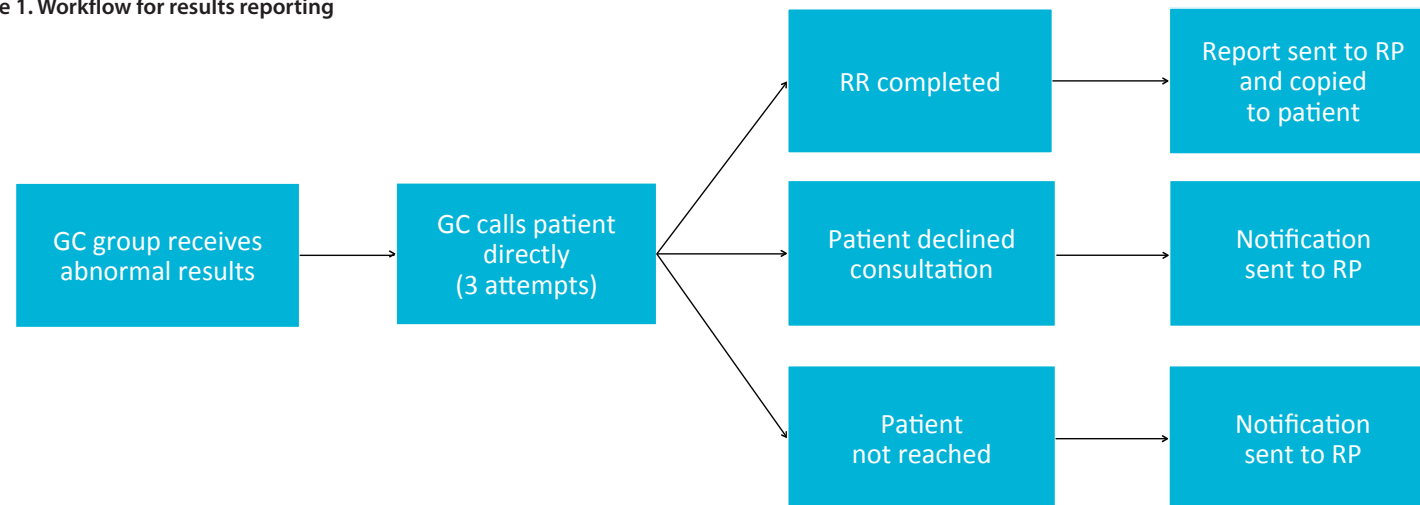 e 1. Workflow for results reporting
GC group receives
abnormal results
GC calls patient
directly
(3 attempts)
RR completed
Report sent to RP
and copied
to patient
Patient declined
consultation
Notification
sent to RP
Patient
not reached
Notification
sent to RP